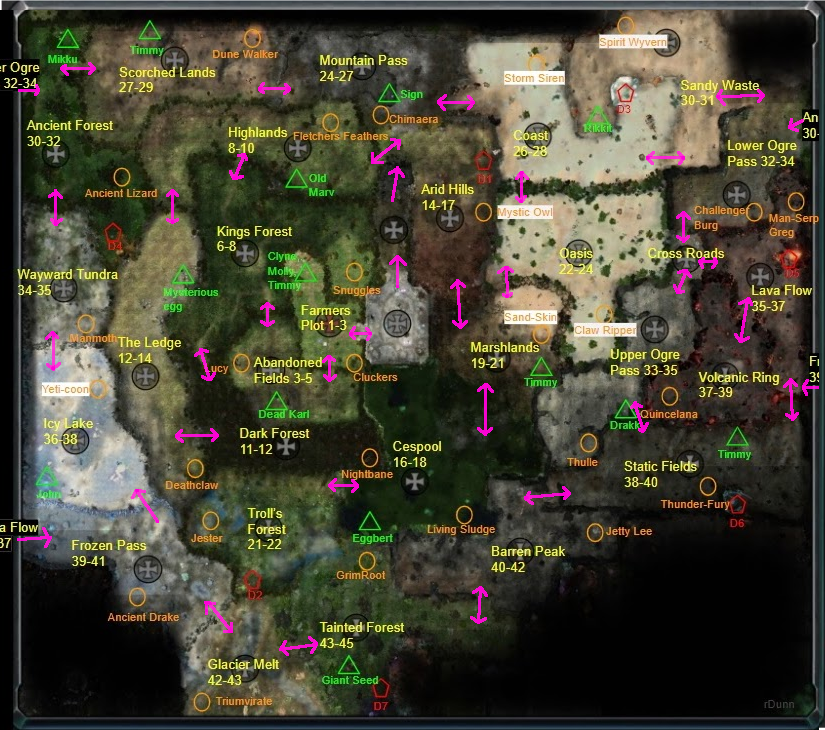 Timmy
Mikku
Dune Walker
Spirit Wyvern
er Ogre
32-34
Scorched Lands
27-29
Mountain Pass
24-27
Storm Siren
Sign
Sandy Waste
30-31
D3
Ancient Forest
30-32
Highlands
8-10
Fletchers Feathers
Chimaera
Coast
26-28
Rikkit
An
30-
Lower Ogre
Pass 32-34
Ancient Lizard
Old
Marv
Arid Hills
14-17
Mystic Owl
Challenger
Burg
Man-Serp
Greg
D4
Kings Forest
6-8
Clyne,
Molly,
Timmy
Oasis
22-24
Cross Roads
D5
Wayward Tundra
34-35
Mysterious
egg
Snuggles
Lava Flow
35-37
Farmers
Plot 1-3
Sand-Skin
Claw Ripper
Mammoth
The Ledge
12-14
Lucy
Abandoned
Fields 3-5
Cluckers
Marshlands
19-21
Timmy
Upper Ogre
Pass 33-35
Volcanic Ring
37-39
Fr
39
Yeti-coon
Dead Karl
Drakk
Quincelana
Icy Lake
36-38
Dark Forest
11-12
Cespool
16-18
Timmy
Thulle
Static Fields
38-40
John
Deathclaw
Nightbane
Thunder-Fury
D6
a Flow
37
Jester
Troll's
Forest
21-22
Eggbert
Living Sludge
Jetty Lee
Frozen Pass
39-41
GrimRoot
Barren Peak
40-42
D2
Ancient Drake
Tainted Forest
43-45
Glacier Melt
42-43
Giant Seed
Triumvirate
D7
rDunn